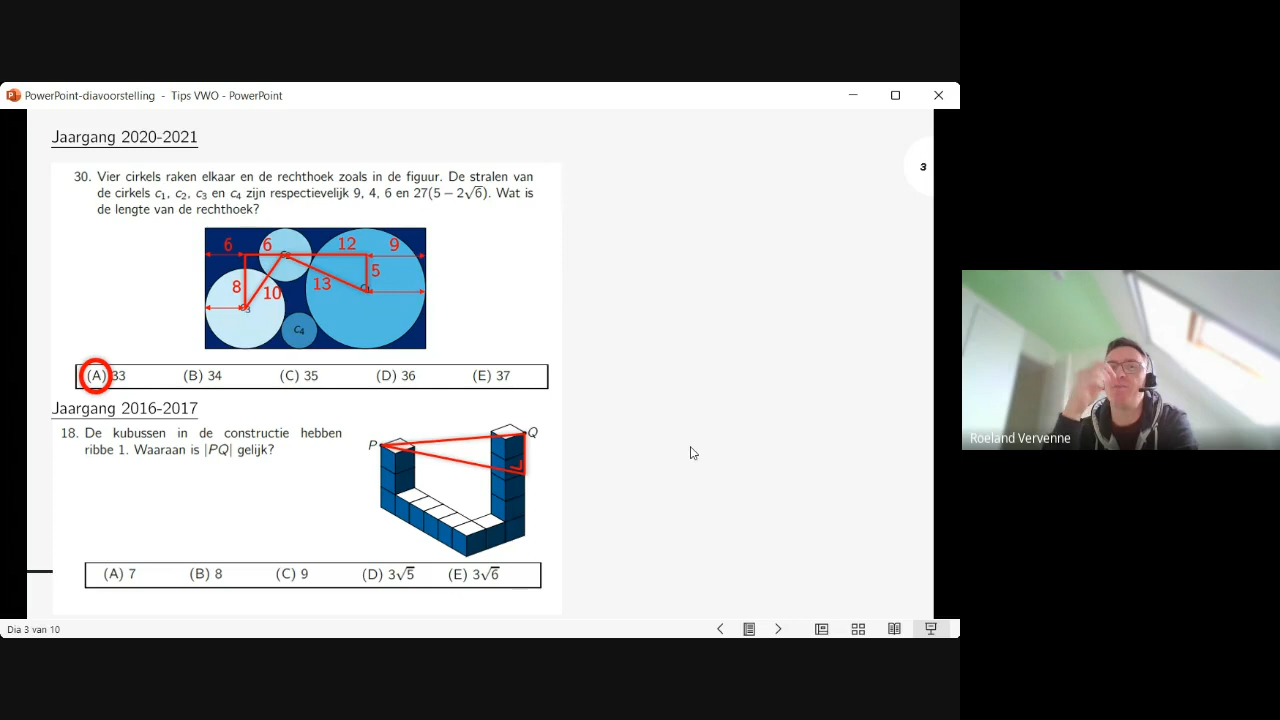 PowerPoint-diavoorstelling - Tips VWO - PowerPoint
Jaargang 2020-2021
3
30. Vier cirkels raken elkaar en de rechthoek zoals in de figuur. De stralen van
de cirkels c₁, c₂, c₃ en c₄ zijn respectievelijk 9, 4, 6 en 27(5 − 2√6). Wat is
de lengte van de rechthoek?
6 6 12 9
5
8 10 13
c₄
(A) 33 (B) 34 (C) 35 (D) 36 (E) 37
Jaargang 2016-2017
18. De kubussen in de constructie hebben
ribbe 1. Waaraan is |PQ| gelijk?
P Q
(A) 7 (B) 8 (C) 9 (D) 3√5 (E) 3√6
Dia 3 van 10
Roeland Vervenne